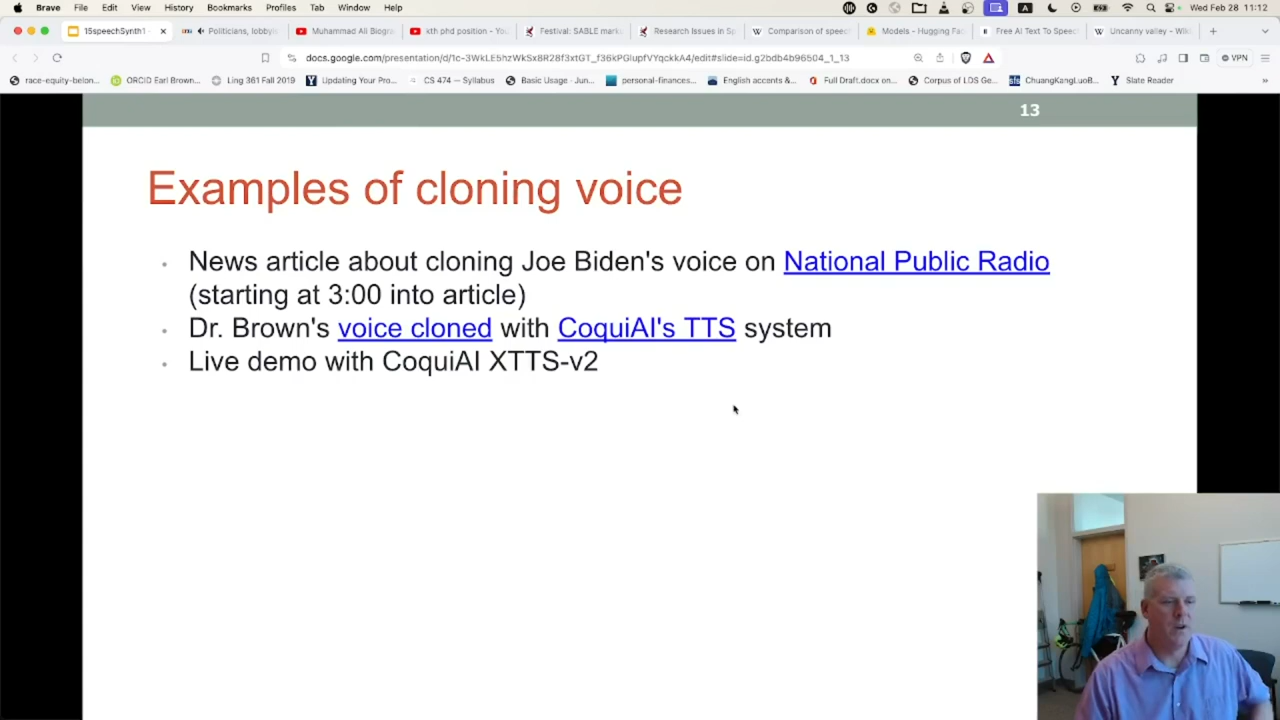 Brave File Edit View History Bookmarks Profiles Tab Window Help Wed Feb 28 11:12
15speechSynth1 - Politicians, lobby Muhammad Ali Biogra kth phd position - Yo Festival: SABLE mark Research Issues in Sp Comparison of speec Models - Hugging Fac Free AI Text To Speec Uncanny valley - Wik
docs.google.com/presentation/d/1c-3WkLE5hzWkSx8R28f3xtGT_f36kPGlupfVYqckkA4/edit#slide=id.g2bdb4b96504_1_13 VPN
race-equity-belon... ORCID Earl Brown... Ling 361 Fall 2019 Updating Your Pro... CS 474 — Syllabus Basic Usage · Jun... personal-finances... English accents &... Full Draft.docx on... Corpus of LDS Ge... ChuangKangLuoB... Slate Reader
13
Examples of cloning voice
News article about cloning Joe Biden's voice on National Public Radio
(starting at 3:00 into article)
Dr. Brown's voice cloned with CoquiAI's TTS system
Live demo with CoquiAI XTTS-v2